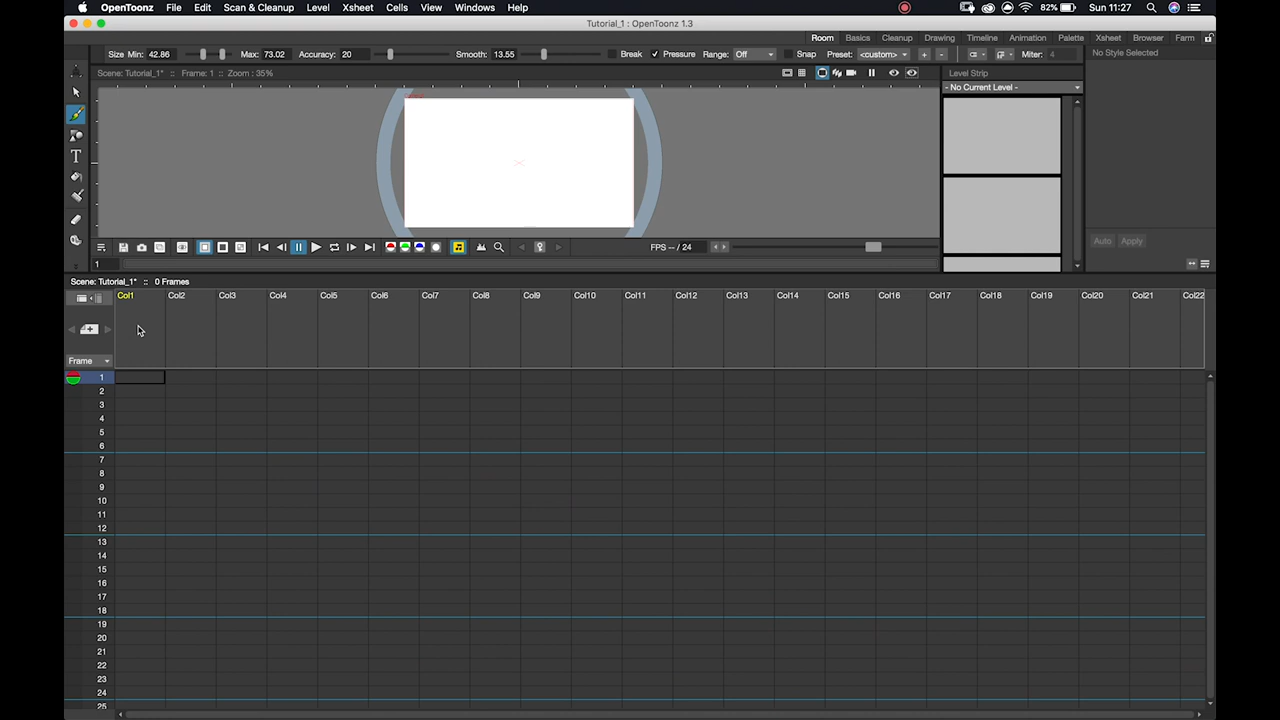 OpenToonz File Edit Scan & Cleanup Level Xsheet Cells View Windows Help 82% Sun 11:27
Tutorial_1 : OpenToonz 1.3
Room Basics Cleanup Drawing Timeline Animation Palette Xsheet Browser Farm
Size Min: 42.86 Max: 73.02 Accuracy: 20 Smooth: 13.55 Break Pressure Range: Off Snap Preset: <custom> + - Miter: 4 No Style Selected
Scene: Tutorial_1* :: Frame: 1 :: Zoom : 35% Level Strip
- No Current Level -
Auto Apply
FPS -- / 24
1
Scene: Tutorial_1* :: 0 Frames
Col1 Col2 Col3 Col4 Col5 Col6 Col7 Col8 Col9 Col10 Col11 Col12 Col13 Col14 Col15 Col16 Col17 Col18 Col19 Col20 Col21 Col22
Frame
1
2
3
4
5
6
7
8
9
10
11
12
13
14
15
16
17
18
19
20
21
22
23
24
25